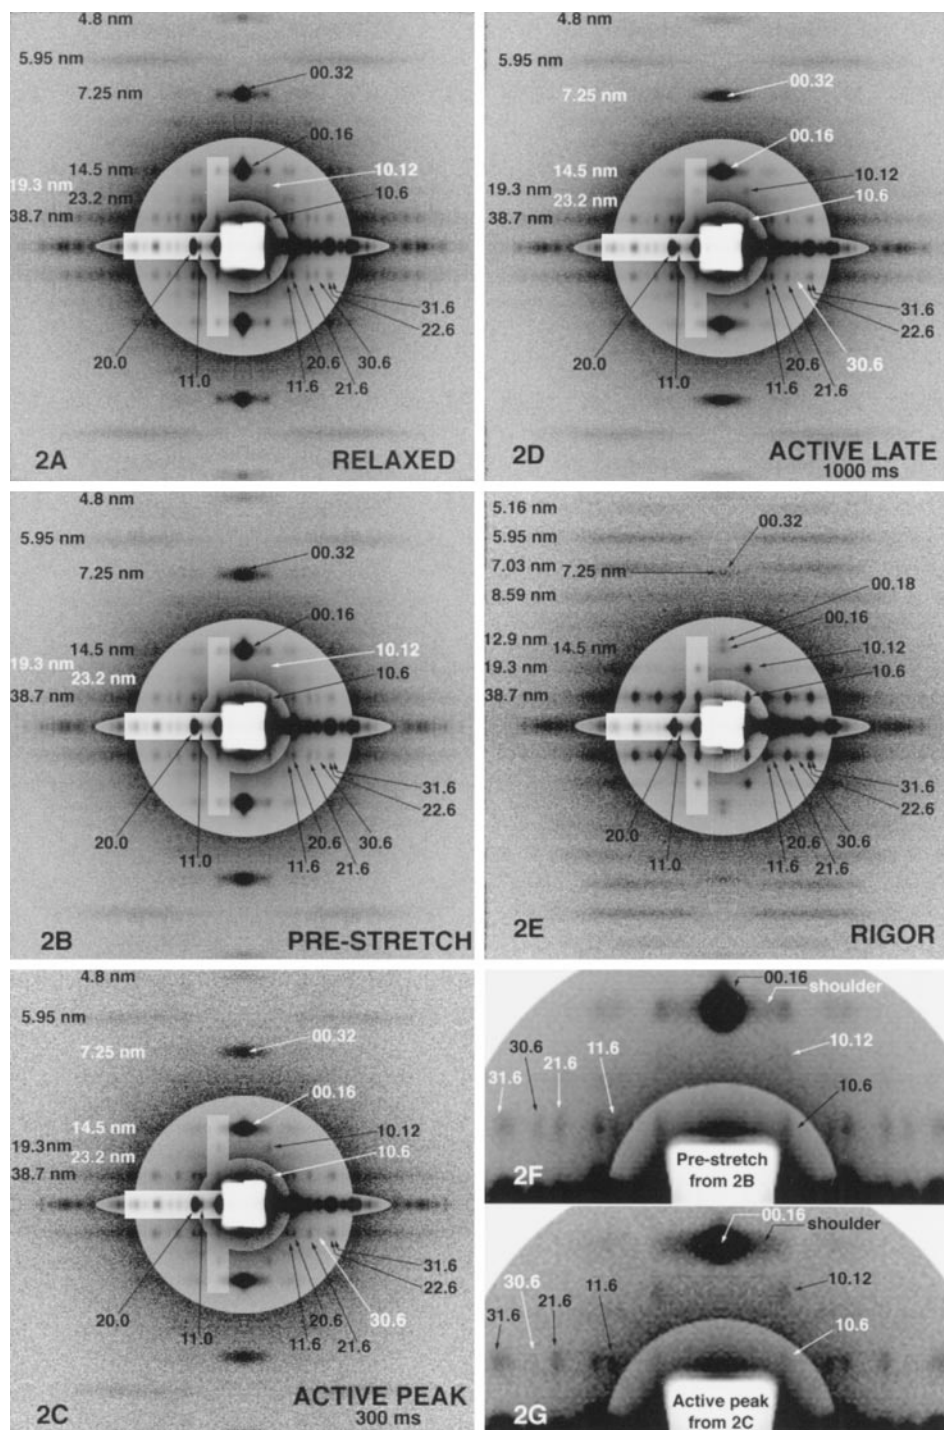 4.8 nm
5.95 nm
00.32
7.25 nm
00.16
14.5 nm
10.12
19.3 nm
23.2 nm
10.6
38.7 nm
31.6
22.6
20.0
11.0
20.6
30.6
11.6
21.6
2A
RELAXED
4.8 nm
5.95 nm
00.32
7.25 nm
00.16
14.5 nm
10.12
19.3 nm
23.2 nm
10.6
38.7 nm
31.6
22.6
20.0
11.0
20.6
30.6
11.6
21.6
2D
ACTIVE LATE
1000 ms
4.8 nm
5.95 nm
00.32
7.25 nm
00.16
14.5 nm
10.12
19.3 nm
23.2 nm
10.6
38.7 nm
31.6
22.6
20.0
11.0
20.6
30.6
11.6
21.6
2B
PRE-STRETCH
5.16 nm
5.95 nm
00.32
7.03 nm
7.25 nm
00.18
8.59 nm
00.16
12.9 nm
14.5 nm
10.12
19.3 nm
10.6
38.7 nm
31.6
22.6
20.0
11.0
20.6
30.6
11.6
21.6
2E
RIGOR
4.8 nm
5.95 nm
00.32
7.25 nm
00.16
14.5 nm
10.12
19.3nm
23.2 nm
10.6
38.7 nm
31.6
22.6
20.0
11.0
20.6
30.6
11.6
21.6
2C
ACTIVE PEAK
300 ms
00.16
shoulder
10.12
30.6
11.6
31.6
21.6
10.6
2F
Pre-stretch
from 2B
00.16
shoulder
10.12
30.6
11.6
31.6
21.6
10.6
2G
Active peak
from 2C